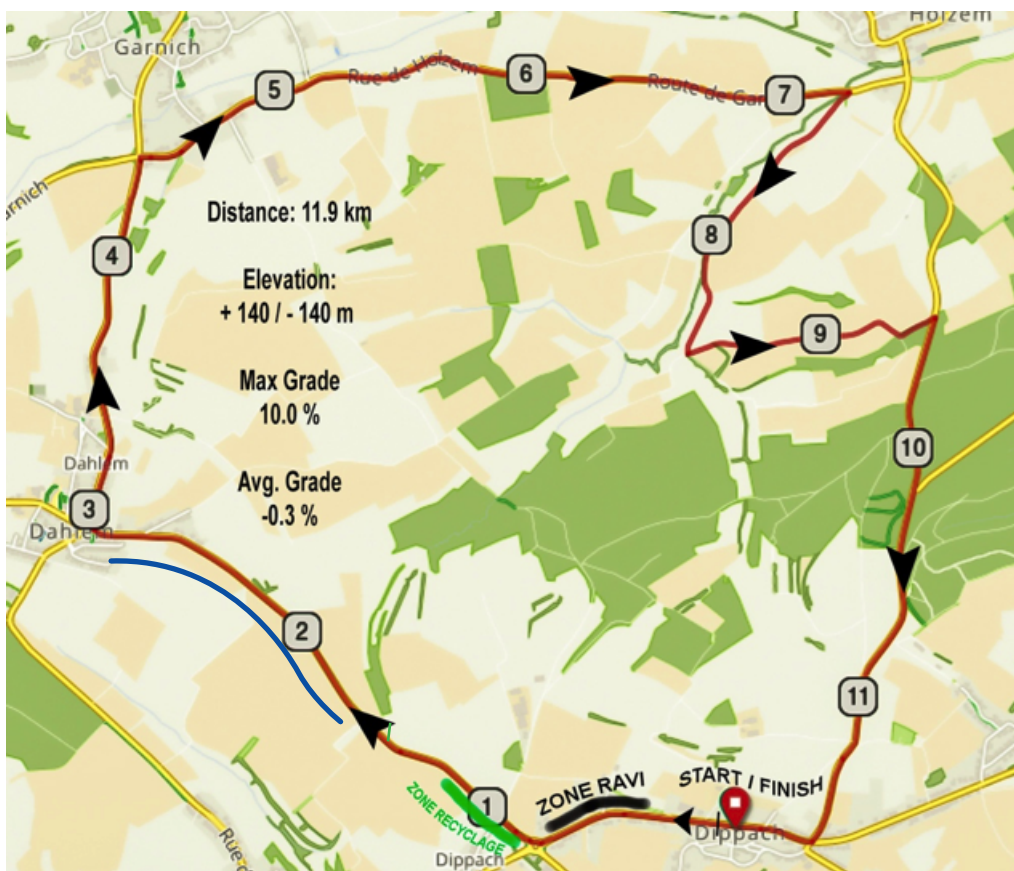 Garnich
Holzem
5
Rue de Holzem
6
Route de Gar
7
arnich
Distance: 11.9 km
8
4
Elevation:
+ 140 / - 140 m
9
Max Grade
10.0 %
10
Dahlem
Avg. Grade
-0.3 %
3
Dahlem
2
11
ZONE RAVI
START / FINISH
1
ZONE RECYCLAGE
Dippach
Dippach
Rue d